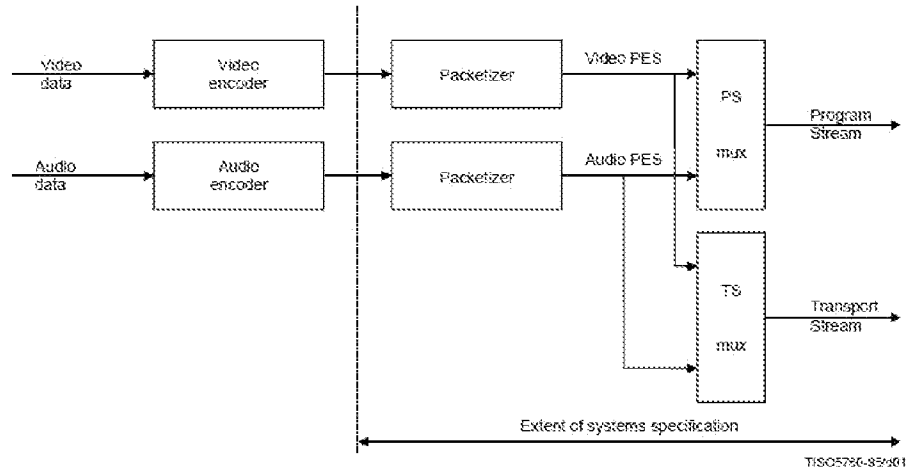 Video
data
Video
encoder
Packetizer
Video PES
PS
mux
Program
Stream
Audio
data
Audio
encoder
Packetizer
Audio PES
TS
mux
Transport
Stream
Extent of systems specification